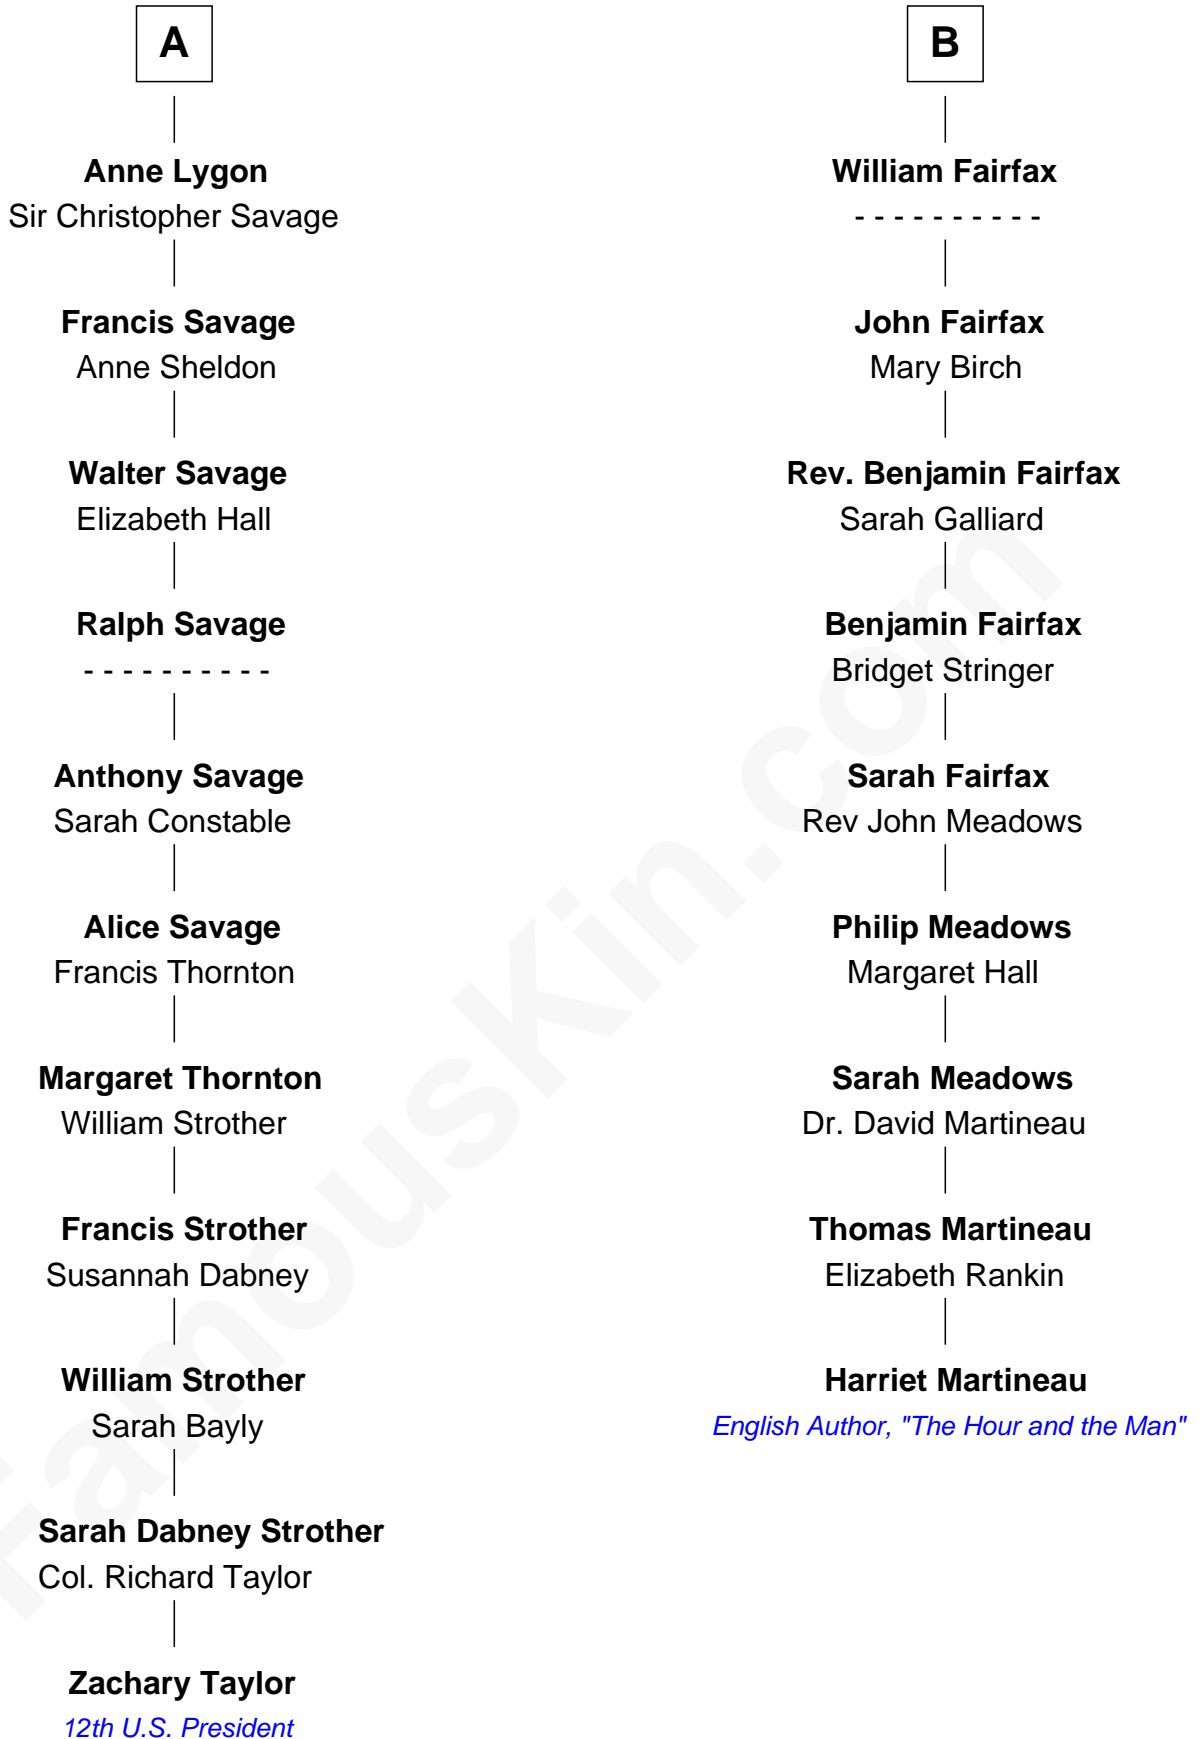 A
Anne Lygon
Sir Christopher Savage
Francis Savage
Anne Sheldon
Walter Savage
Elizabeth Hall
Ralph Savage
- - - - - - - - - -
Anthony Savage
Sarah Constable
Alice Savage
Francis Thornton
Margaret Thornton
William Strother
Francis Strother
Susannah Dabney
William Strother
Sarah Bayly
Sarah Dabney Strother
Col. Richard Taylor
Zachary Taylor
12th U.S. President
B
William Fairfax
- - - - - - - - - -
John Fairfax
Mary Birch
Rev. Benjamin Fairfax
Sarah Galliard
Benjamin Fairfax
Bridget Stringer
Sarah Fairfax
Rev John Meadows
Philip Meadows
Margaret Hall
Sarah Meadows
Dr. David Martineau
Thomas Martineau
Elizabeth Rankin
Harriet Martineau
English Author, "The Hour and the Man"
FamousKin.com